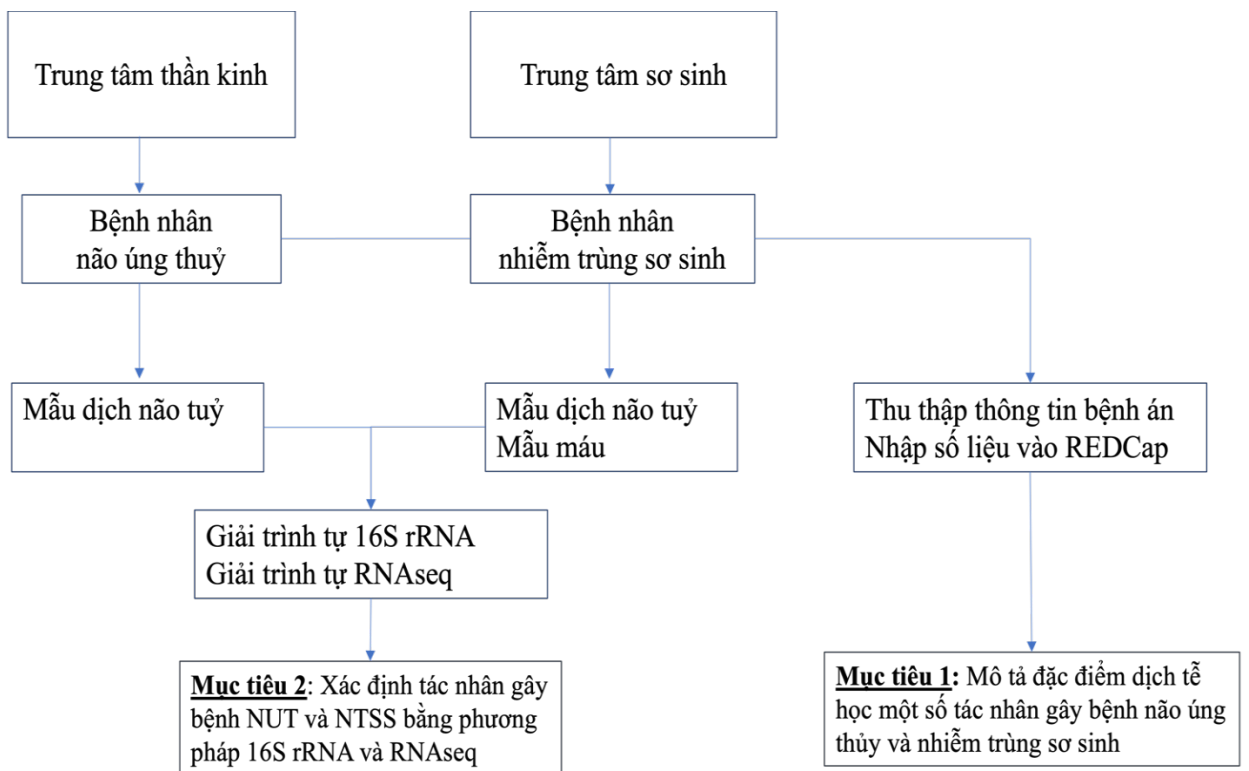 Trung tâm thần kinh
Trung tâm sơ sinh
Bệnh nhân
não úng thuỷ
Bệnh nhân
nhiễm trùng sơ sinh
Mẫu dịch não tuỷ
Mẫu dịch não tuỷ
Mẫu máu
Thu thập thông tin bệnh án
Nhập số liệu vào REDCap
Giải trình tự 16S rRNA
Giải trình tự RNAseq
Mục tiêu 2: Xác định tác nhân gây
bệnh NUT và NTSS bằng phương
pháp 16S rRNA và RNAseq
Mục tiêu 1: Mô tả đặc điểm dịch tễ
học một số tác nhân gây bệnh não úng
thủy và nhiễm trùng sơ sinh